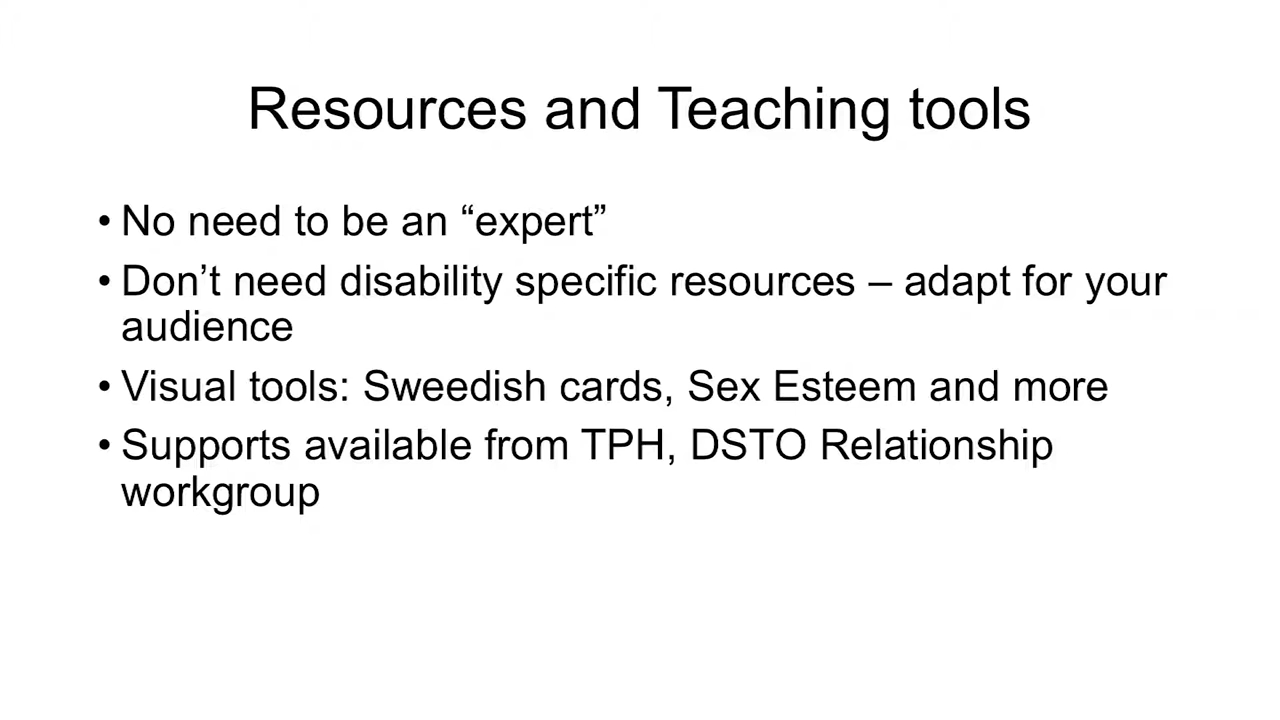 Resources and Teaching tools
• No need to be an “expert”
• Don’t need disability specific resources – adapt for your
audience
• Visual tools: Sweedish cards, Sex Esteem and more
• Supports available from TPH, DSTO Relationship
workgroup